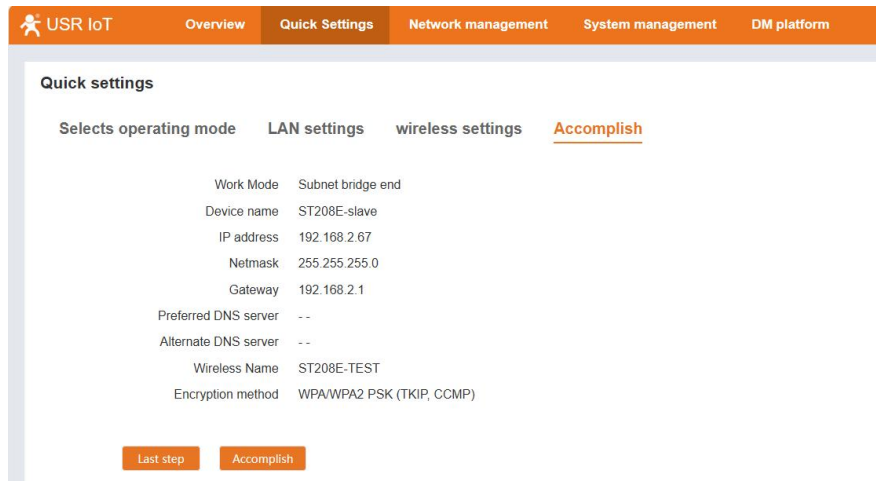 USR IoT Overview Quick Settings Network management System management DM platform
Quick settings
Selects operating mode LAN settings wireless settings Accomplish
Work Mode Subnet bridge end
Device name ST208E-slave
IP address 192.168.2.67
Netmask 255.255.255.0
Gateway 192.168.2.1
Preferred DNS server - -
Alternate DNS server - -
Wireless Name ST208E-TEST
Encryption method WPA/WPA2 PSK (TKIP, CCMP)
Last step Accomplish